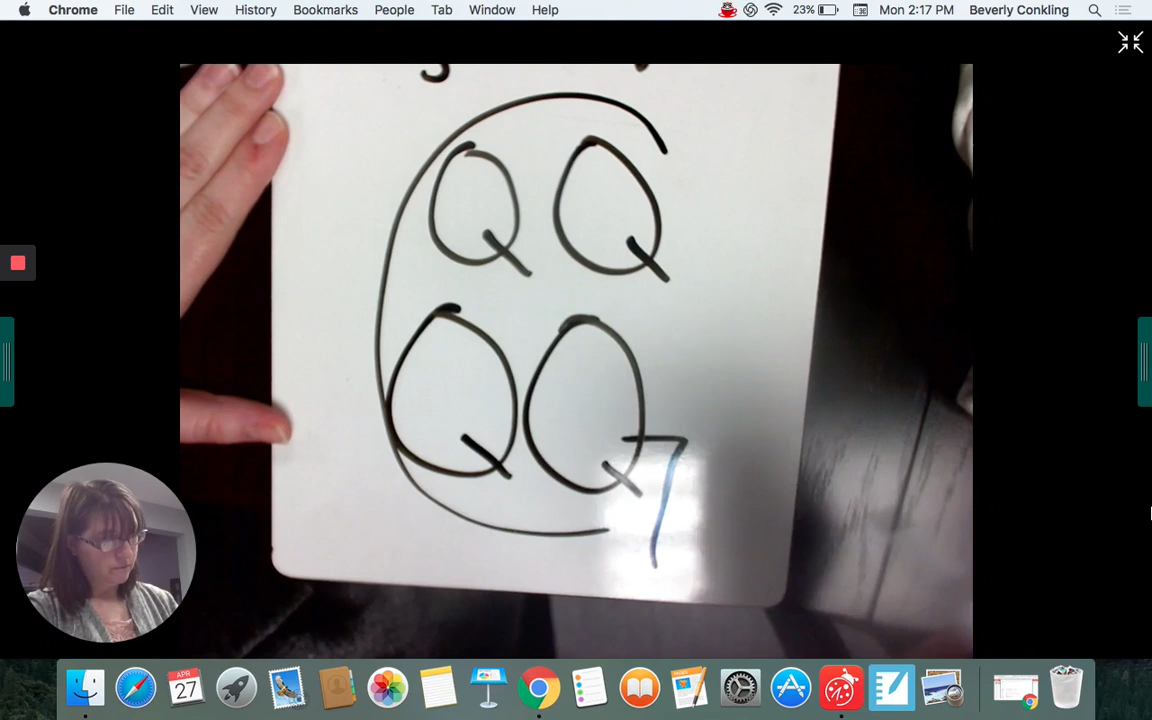 Chrome File Edit View History Bookmarks People Tab Window Help 23% Mon 2:17 PM Beverly Conkling
Q Q
Q Q
7
APR
27